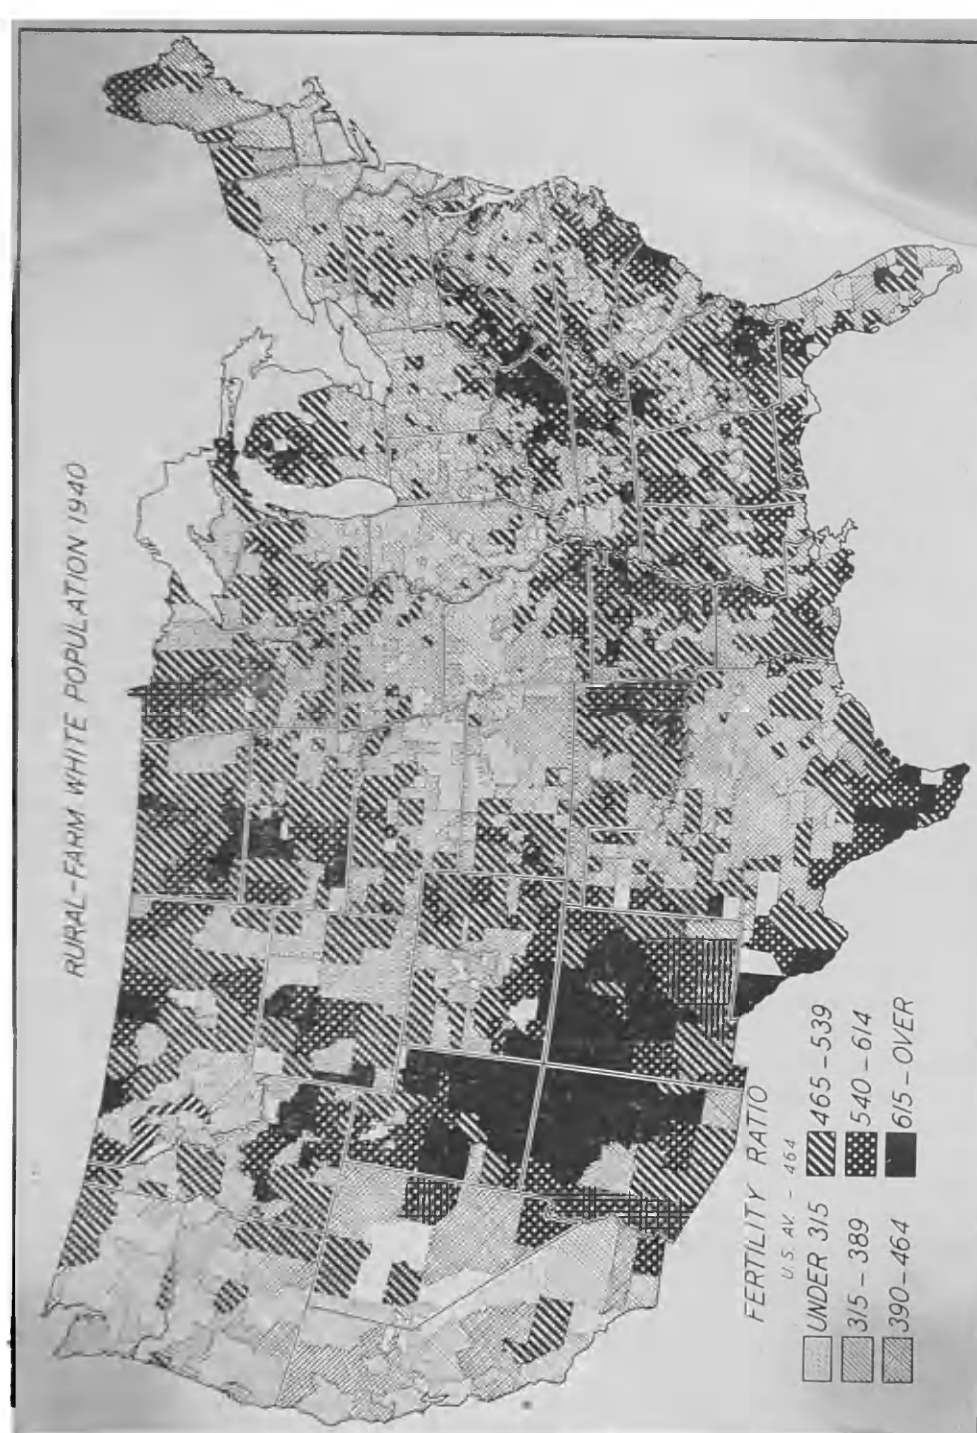 RURAL-FARM WHITE POPULATION 1940
FERTILITY RATIO
U.S. AV. - 464
UNDER 315
315-389
390-464
465-539
540-614
615-OVER